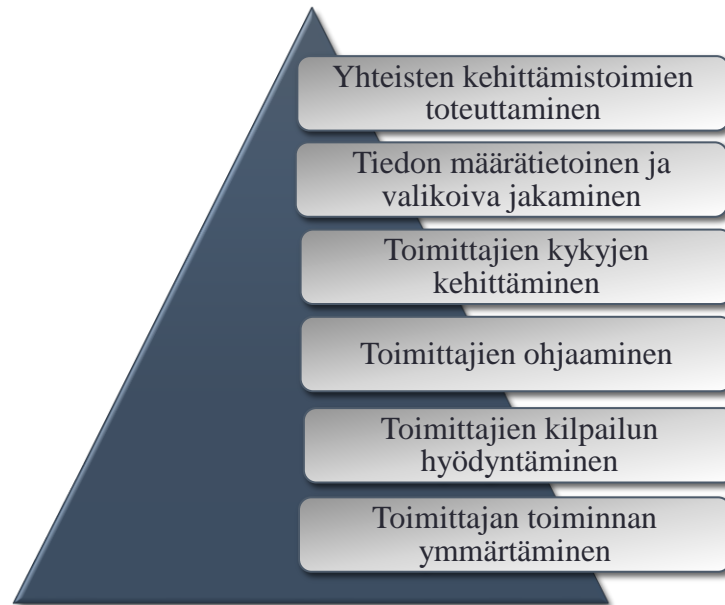 Yhteisten kehittämistoimien
toteuttaminen
Tiedon määrätietoinen ja
valikoiva jakaminen
Toimittajien kykyjen
kehittäminen
Toimittajien ohjaaminen
Toimittajien kilpailun
hyödyntäminen
Toimittajan toiminnan
ymmärtäminen